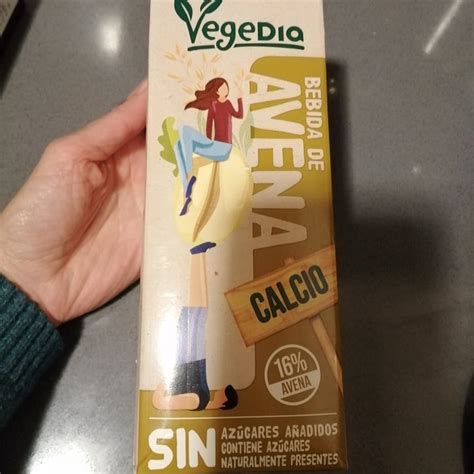 VegeDia
BEBIDA DE
AVENA
CALCIO
16%
AVENA
SIN
AZÚCARES AÑADIDOS
CONTIENE AZÚCARES
NATURALMENTE PRESENTES